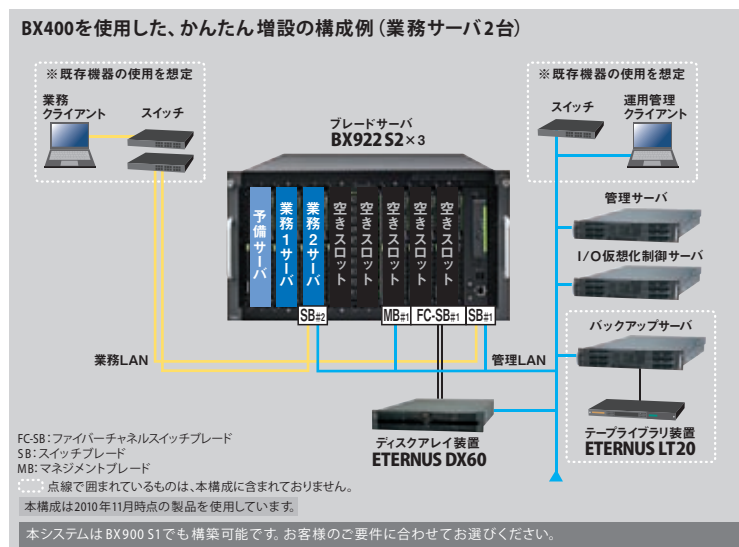 BX400を使用した、かんたん増設の構成例（業務サーバ2台）
※既存機器の使用を想定
業務
クライアント
スイッチ
ブレードサーバ
BX922 S2×3
※既存機器の使用を想定
スイッチ
運用管理
クライアント
予備サーバ
業務1サーバ
業務2サーバ
空きスロット
空きスロット
空きスロット
空きスロット
空きスロット
SB#2
MB#1
FC-SB#1
SB#1
管理サーバ
I/O仮想化制御サーバ
バックアップサーバ
業務LAN
管理LAN
ディスクアレイ装置
ETERNUS DX60
テープライブラリ装置
ETERNUS LT20
FC-SB：ファイバーチャネルスイッチブレード
SB：スイッチブレード
MB：マネジメントブレード
点線で囲まれているものは、本構成に含まれておりません。
本構成は2010年11月時点の製品を使用しています。
本システムはBX900 S1でも構築可能です。お客様のご要件に合わせてお選びください。